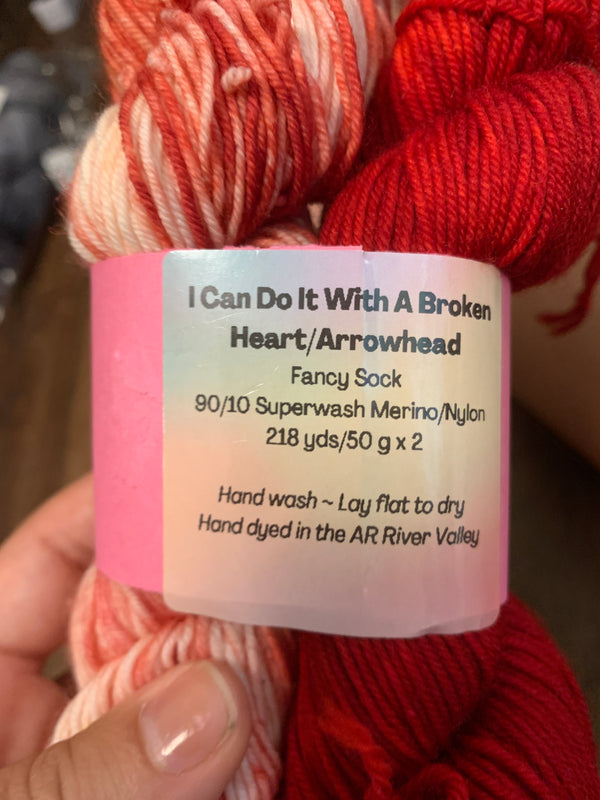 I Can Do It With A Broken
Heart/Arrowhead
Fancy Sock
90/10 Superwash Merino/Nylon
218 yds/50 g x 2
Hand wash ~ Lay flat to dry
Hand dyed in the AR River Valley